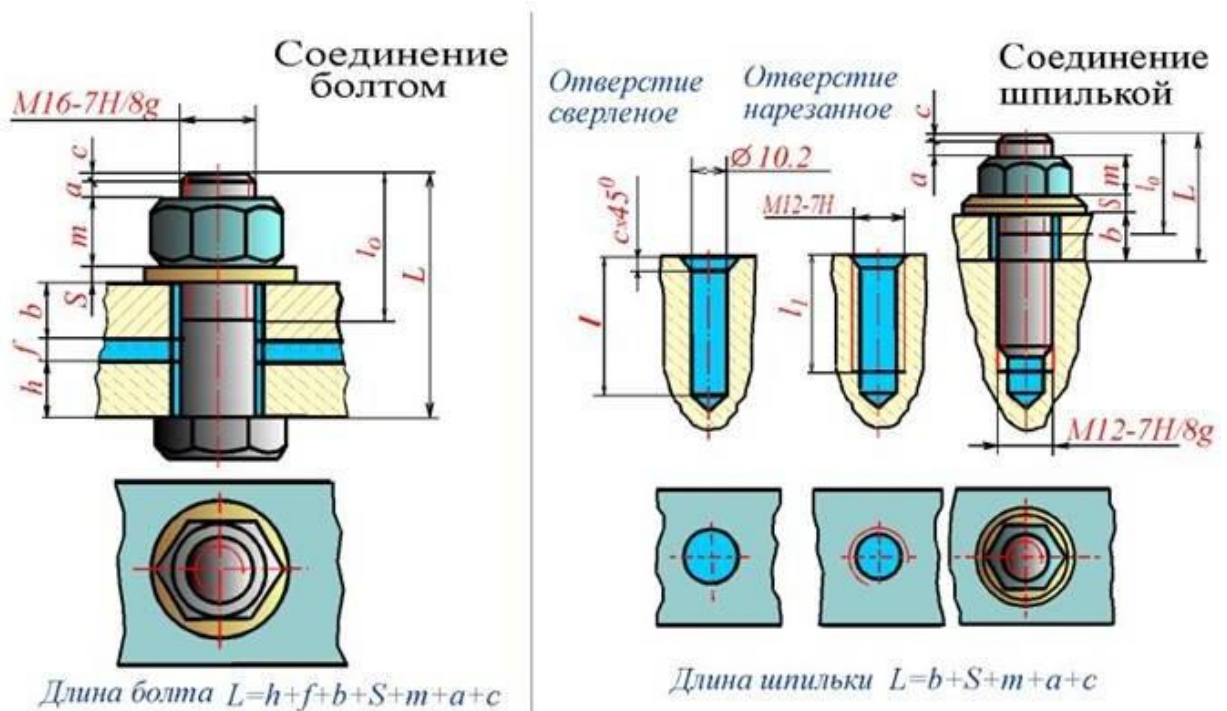 Соединение
болтом
M16-7H/8g
c
a
m
S
b
f
h
l₀
L
Длина болта L=h+f+b+S+m+a+c
Отверстие
сверленое
Отверстие
нарезанное
Соединение
шпилькой
Ø 10.2
c×45⁰
l
M12-7H
l₁
c
a
m
S
b
l₀
L
M12-7H/8g
Длина шпильки L=b+S+m+a+c